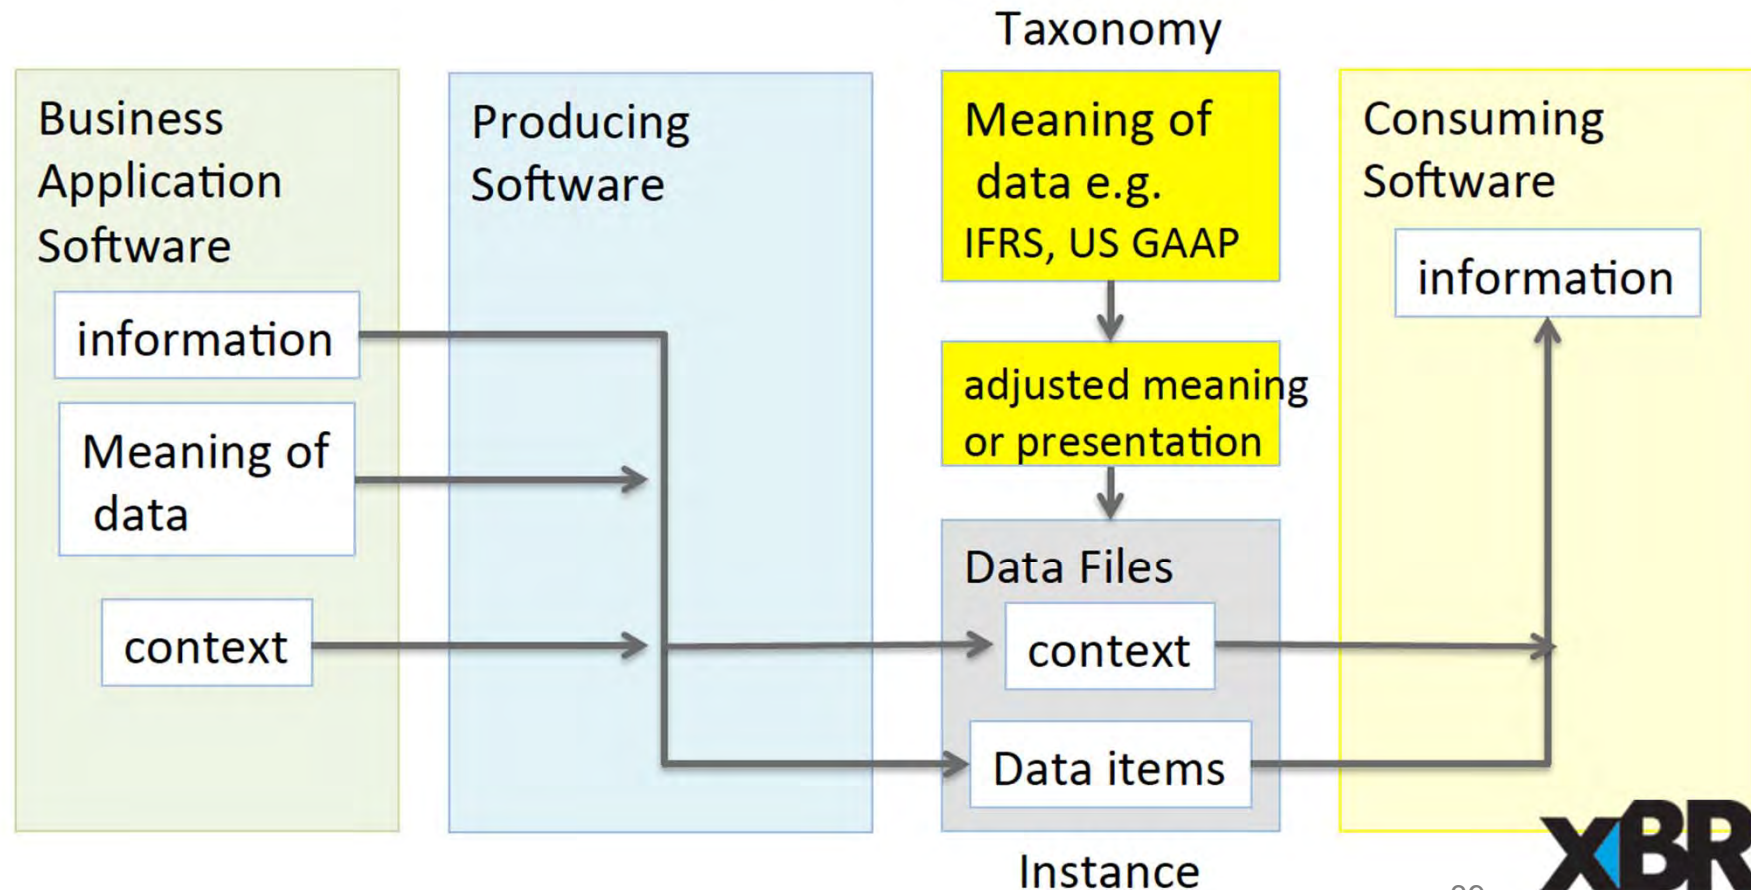 Taxonomy
Business
Application
Software
information
Meaning of
data
context
Producing
Software
Meaning of
data e.g.
IFRS, US GAAP
adjusted meaning
or presentation
Data Files
context
Data items
Instance
Consuming
Software
information
XBR